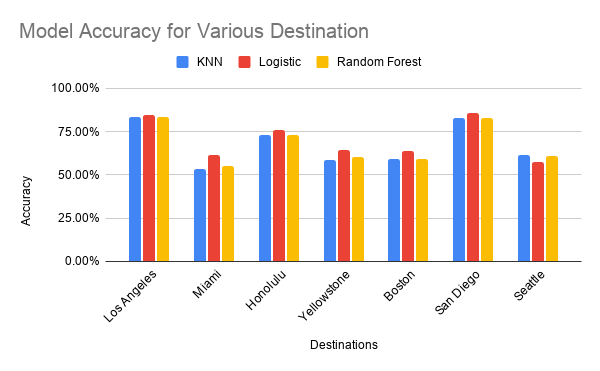 Model Accuracy for Various Destination
KNN Logistic Random Forest
100.00%
75.00%
50.00%
25.00%
0.00%
Accuracy
Los Angeles
Miami
Honolulu
Yellowstone
Boston
San Diego
Seattle
Destinations